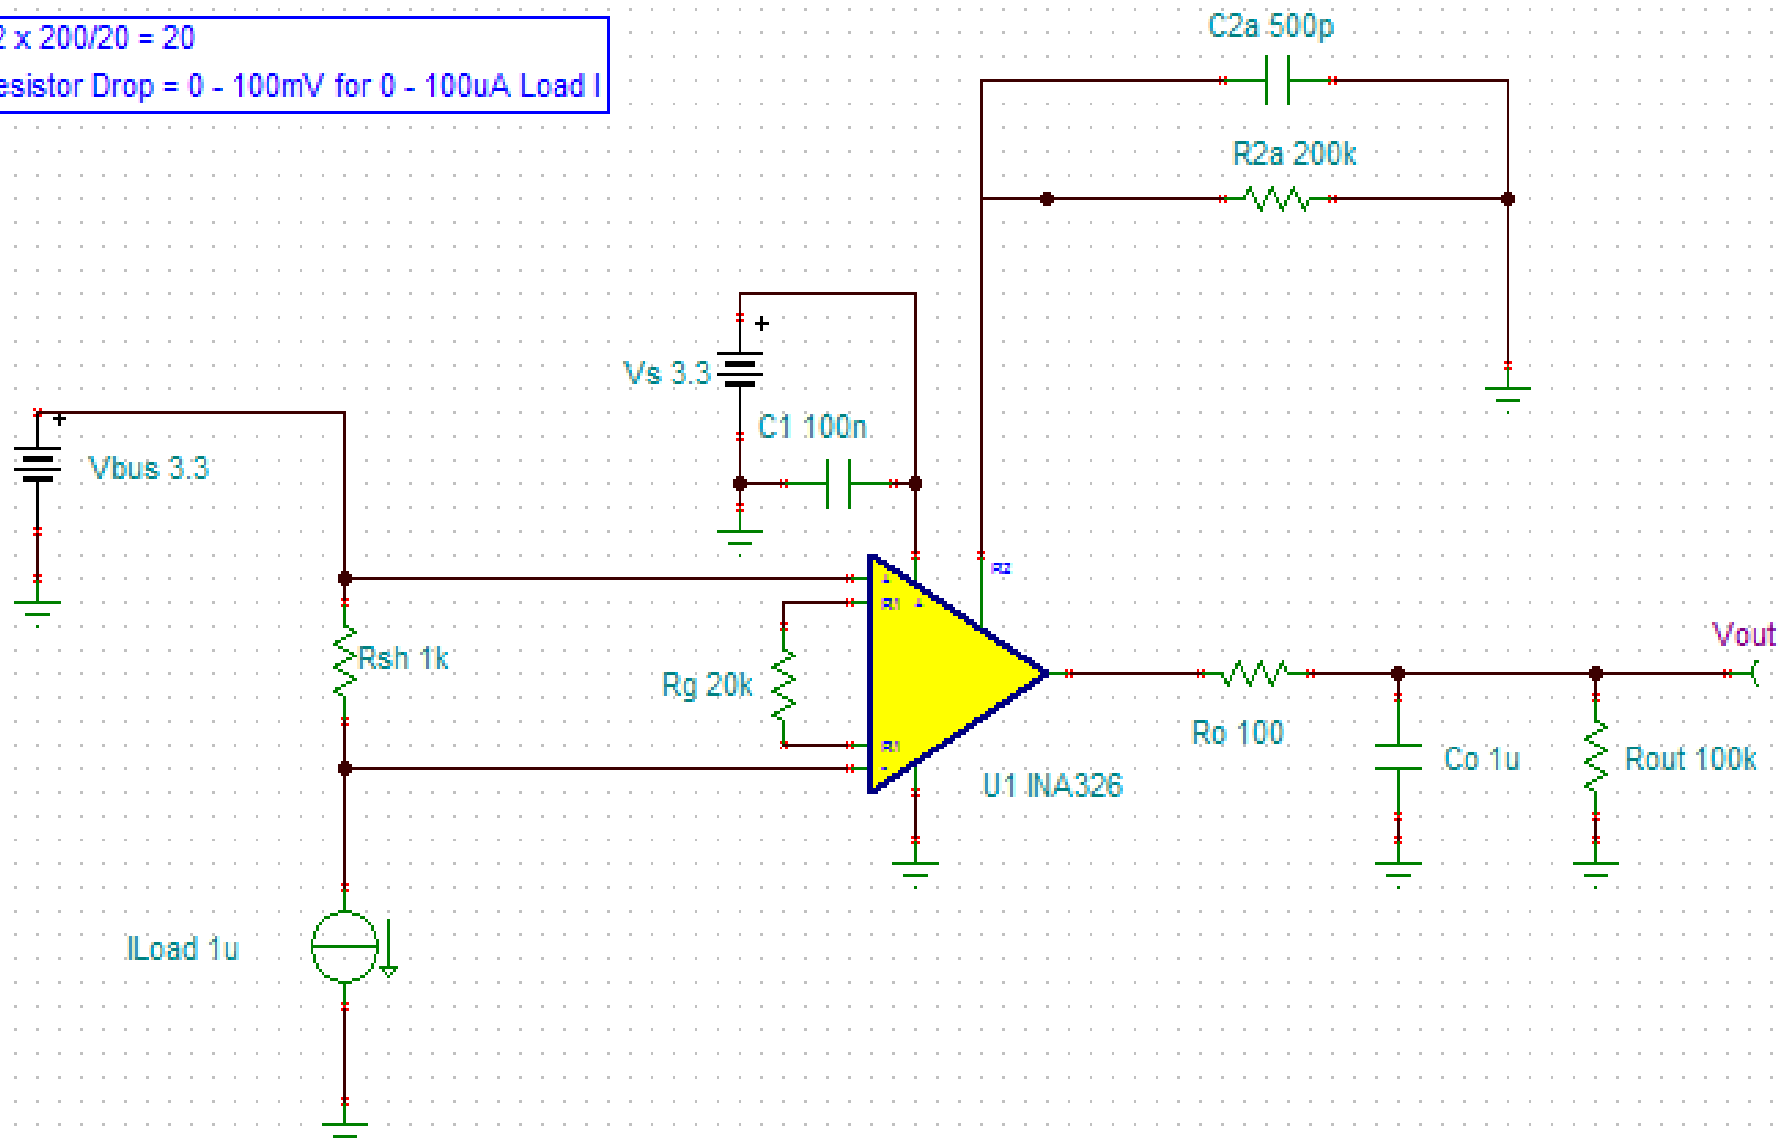 2 x 200/20 = 20
esistor Drop = 0 - 100mV for 0 - 100uA Load I
C2a 500p
R2a 200k
Vs 3.3
+
C1 100n
+
Vbus 3.3
R2
R1
+
Rsh 1k
Rg 20k
Vout
R1
-
Ro 100
Co 1u
Rout 100k
U1 INA326
ILoad 1u